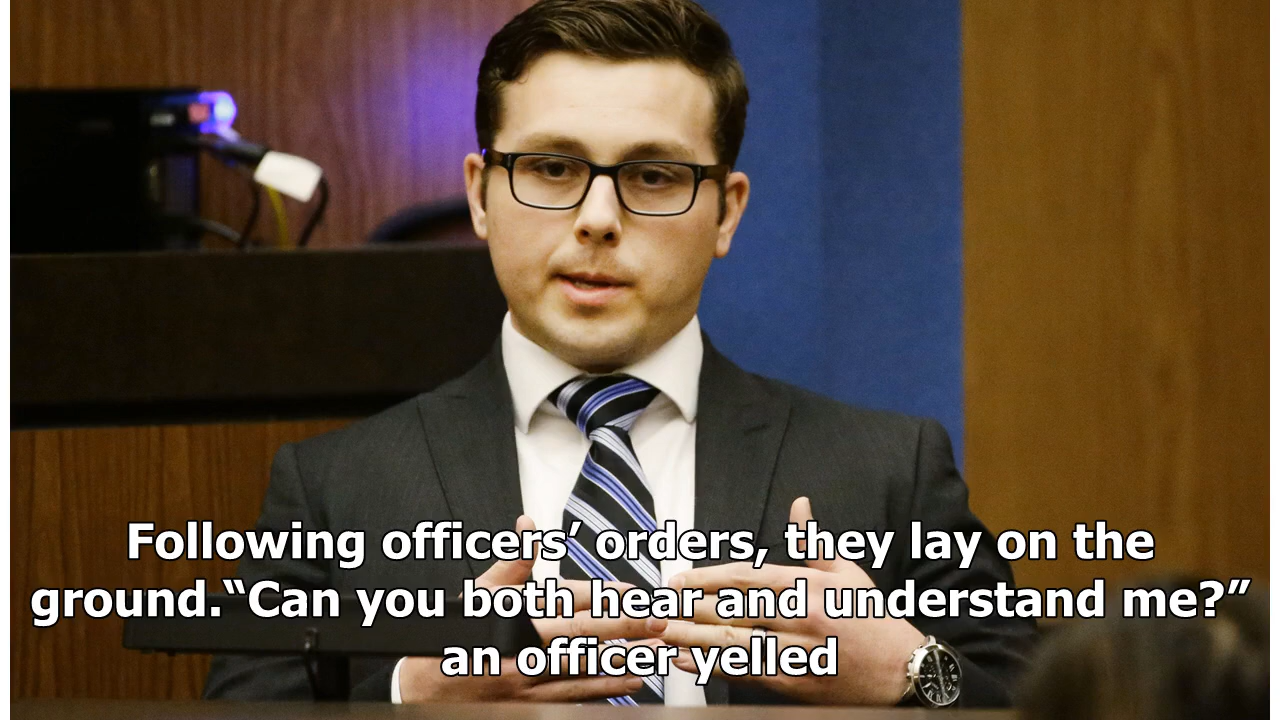 Following officers’ orders, they lay on the
ground.“Can you both hear and understand me?”
an officer yelled